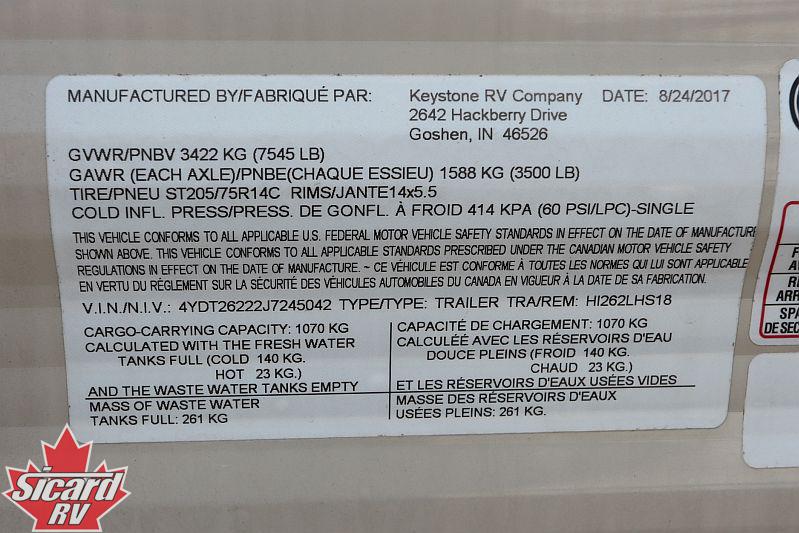 MANUFACTURED BY/FABRIQUÉ PAR: Keystone RV Company DATE: 8/24/2017
2642 Hackberry Drive
Goshen, IN 46526
GVWR/PNBV 3422 KG (7545 LB)
GAWR (EACH AXLE)/PNBE(CHAQUE ESSIEU) 1588 KG (3500 LB)
TIRE/PNEU ST205/75R14C RIMS/JANTE14x5.5
COLD INFL. PRESS/PRESS. DE GONFL. À FROID 414 KPA (60 PSI/LPC)-SINGLE
THIS VEHICLE CONFORMS TO ALL APPLICABLE U.S. FEDERAL MOTOR VEHICLE SAFETY STANDARDS IN EFFECT ON THE DATE OF MANUFACTURE
SHOWN ABOVE. THIS VEHICLE CONFORMS TO ALL APPLICABLE STANDARDS PRESCRIBED UNDER THE CANADIAN MOTOR VEHICLE SAFETY
REGULATIONS IN EFFECT ON THE DATE OF MANUFACTURE. ~ CE VÉHICULE EST CONFORME À TOUTES LES NORMES QUI LUI SONT APPLICABLE
EN VERTU DU RÉGLEMENT SUR LA SÉCURITÉ DES VÉHICULES AUTOMOBILES DU CANADA EN VIGUEUR À LA DATE DE SA FABRICATION.
V.I.N./N.I.V.: 4YDT26222J7245042 TYPE/TYPE: TRAILER TRA/REM: HI262LHS18
CARGO-CARRYING CAPACITY: 1070 KG
CALCULATED WITH THE FRESH WATER
TANKS FULL (COLD 140 KG.
HOT 23 KG.)
AND THE WASTE WATER TANKS EMPTY
MASS OF WASTE WATER
TANKS FULL: 261 KG
CAPACITÉ DE CHARGEMENT: 1070 KG
CALCULÉE AVEC LES RÉSERVOIRS D'EAU
DOUCE PLEINS (FROID 140 KG.
CHAUD 23 KG.)
ET LES RÉSERVOIRS D'EAUX USÉES VIDES
MASSE DES RÉSERVOIRS D'EAUX
USÉES PLEINS: 261 KG.
ARR
SPA
DE SEC
Sicard
RV